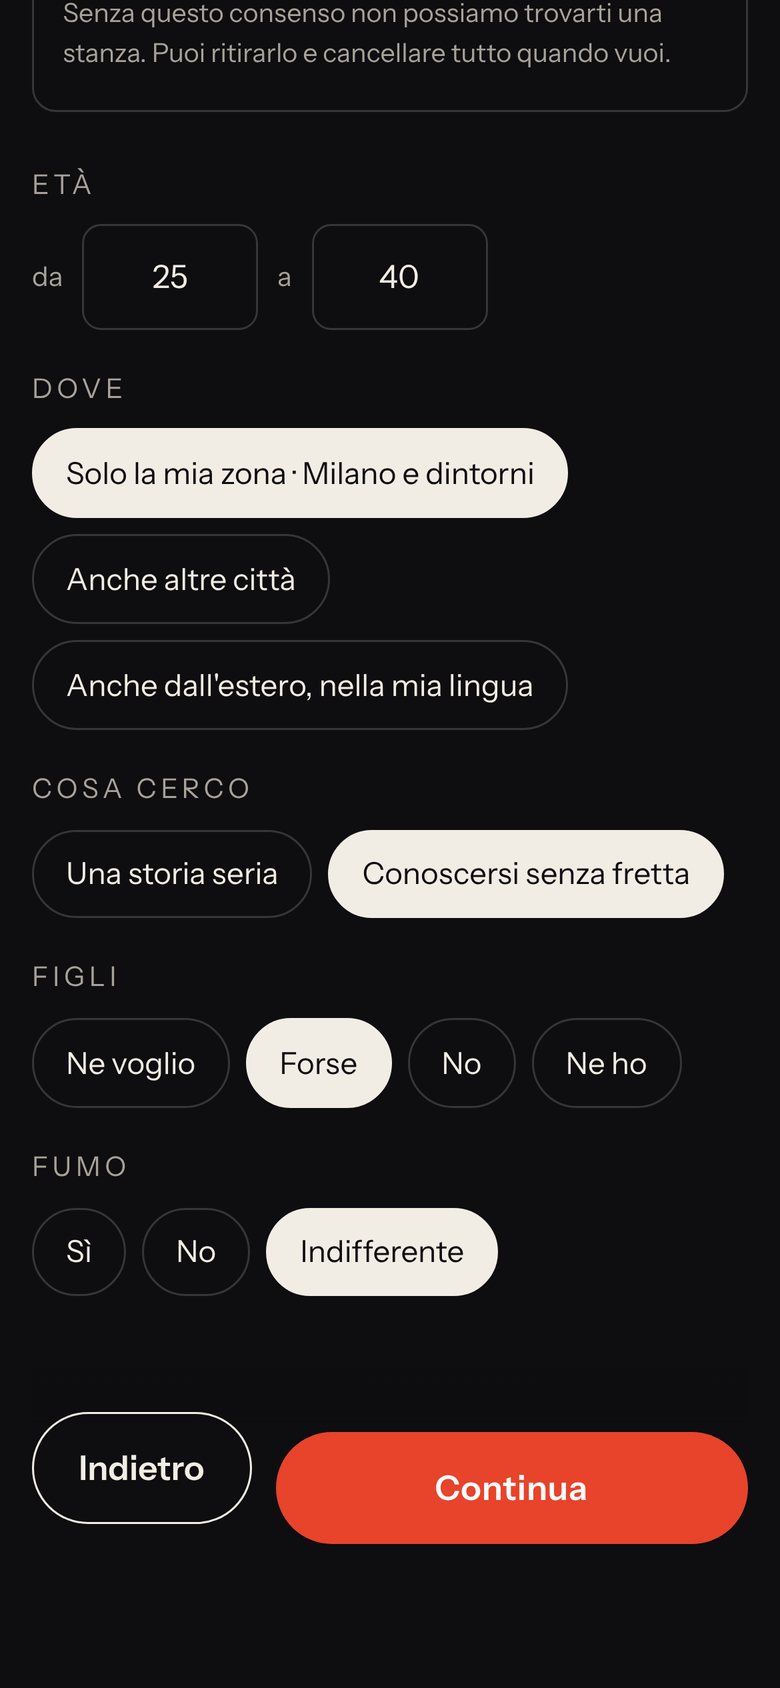 Senza questo consenso non possiamo trovarti una
stanza. Puoi ritirarlo e cancellare tutto quando vuoi.
ETÀ
da 25 a 40
DOVE
Solo la mia zona · Milano e dintorni
Anche altre città
Anche dall'estero, nella mia lingua
COSA CERCO
Una storia seria Conoscersi senza fretta
FIGLI
Ne voglio Forse No Ne ho
FUMO
Sì No Indifferente
Indietro Continua